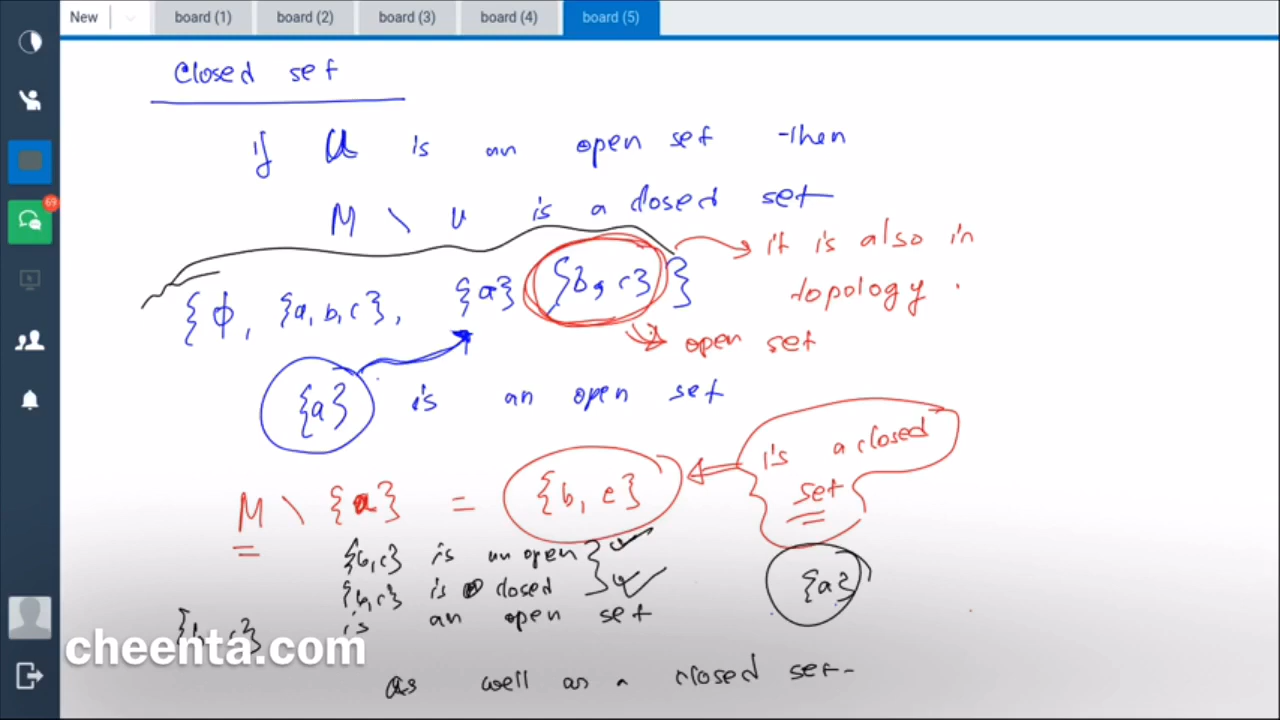 New board (1) board (2) board (3) board (4) board (5)
Closed set
if U is an open set then
M \ U is a closed set
{ϕ, {a,b,c}, {a} {b,c}}
it is also in
topology.
open set
{a} is an open set
is a closed
set
M \ {a} = {b, c}
{b,c} is an open
{b,c} is closed
{a}
{b, c} is an open set
cheenta.com
as well as a closed set.
69